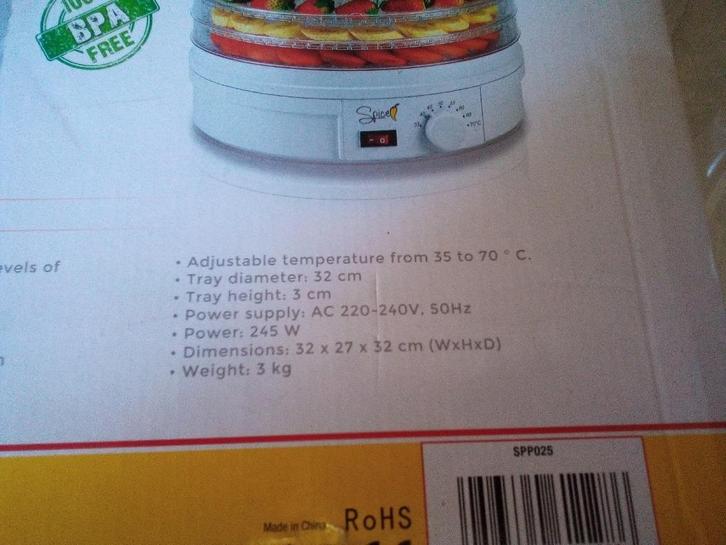 100%
BPA
FREE
Spice
70°C
evels of
• Adjustable temperature from 35 to 70 ° C.
• Tray diameter: 32 cm
• Tray height: 3 cm
• Power supply: AC 220-240V, 50Hz
• Power: 245 W
• Dimensions: 32 x 27 x 32 cm (WxHxD)
• Weight: 3 kg
SPP025
Made in China
RoHS